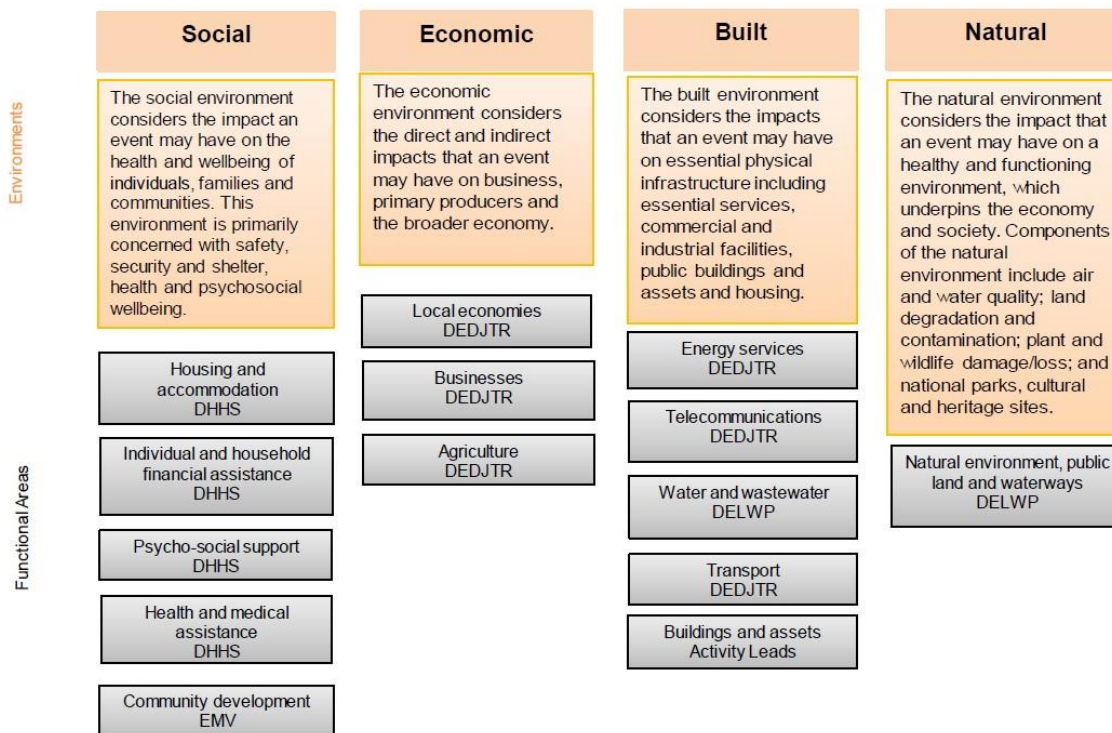 Environments
Functional Areas
Social
The social environment
considers the impact an
event may have on the
health and wellbeing of
individuals, families and
communities. This
environment is primarily
concerned with safety,
security and shelter,
health and psychosocial
wellbeing.
Housing and
accommodation
DHHS
Individual and household
financial assistance
DHHS
Psycho-social support
DHHS
Health and medical
assistance
DHHS
Community development
EMV
Economic
The economic
environment considers
the direct and indirect
impacts that an event
may have on business,
primary producers and
the broader economy.
Local economies
DEDJTR
Businesses
DEDJTR
Agriculture
DEDJTR
Built
The built environment
considers the impacts
that an event may have
on essential physical
infrastructure including
essential services,
commercial and
industrial facilities,
public buildings and
assets and housing.
Energy services
DEDJTR
Telecommunications
DEDJTR
Water and wastewater
DELWP
Transport
DEDJTR
Buildings and assets
Activity Leads
Natural
The natural environment
considers the impact that
an event may have on a
healthy and functioning
environment, which
underpins the economy
and society. Components
of the natural
environment include air
and water quality; land
degradation and
contamination; plant and
wildlife damage/loss; and
national parks, cultural
and heritage sites.
Natural environment, public
land and waterways
DELWP